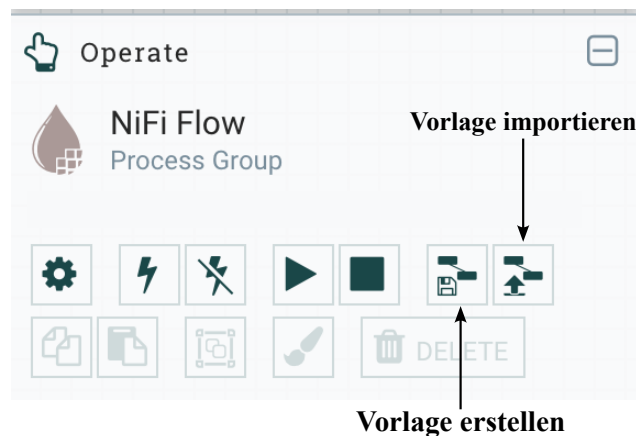 Operate
NiFi Flow
Process Group
Vorlage importieren
DELETE
Vorlage erstellen